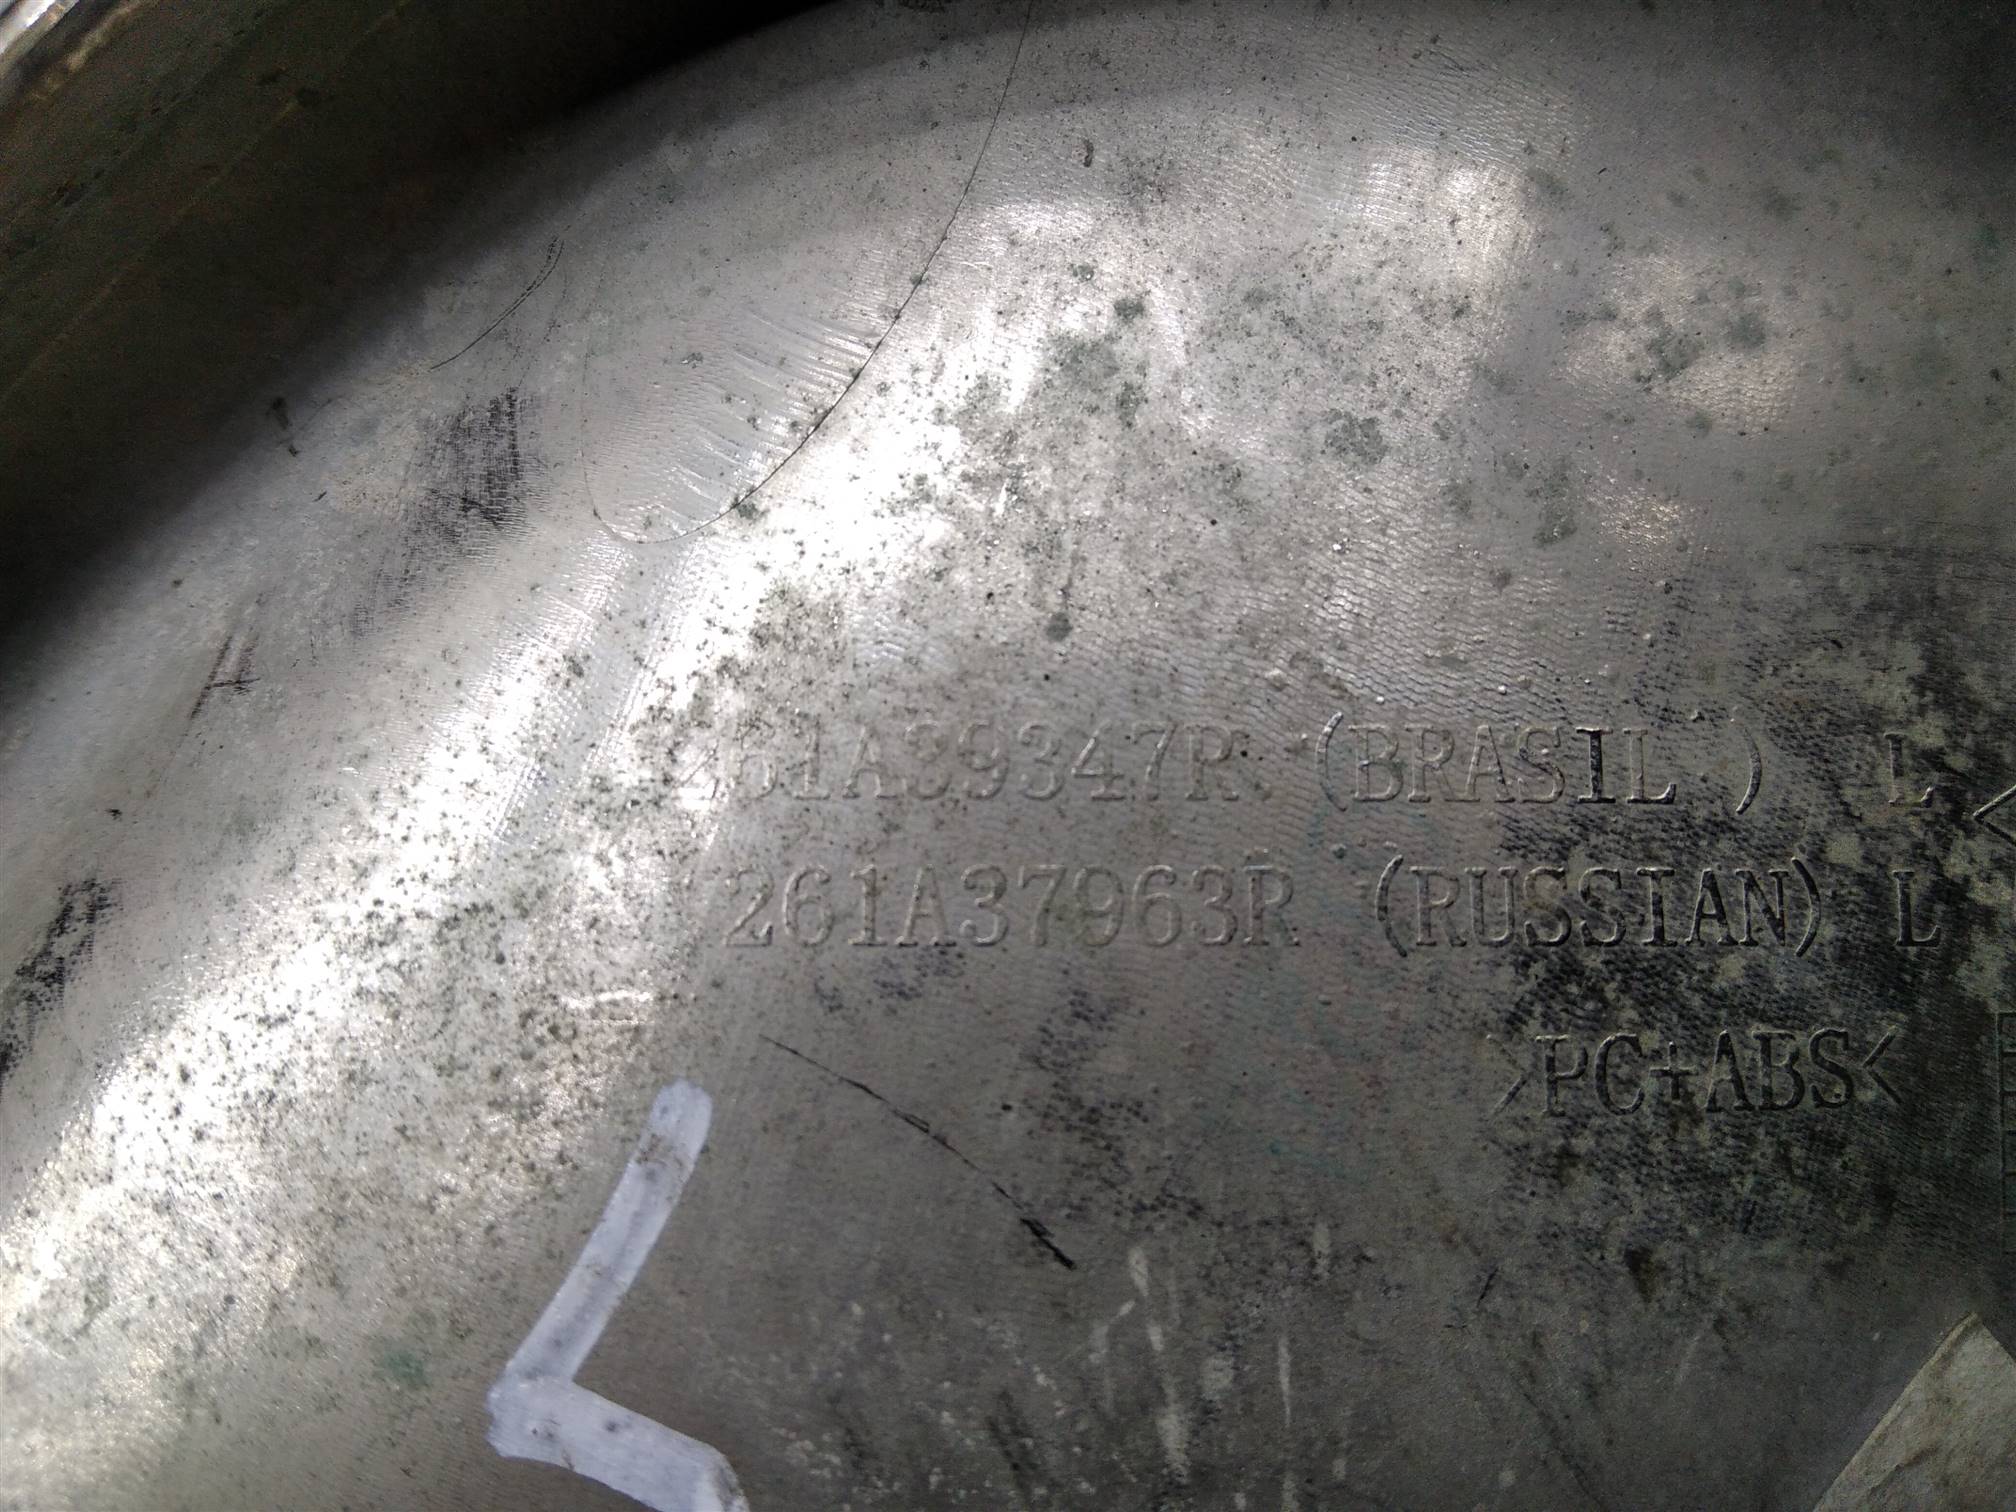 261A39347R (BRASIL ) L
261A37963R (RUSSIAN) L
>PC+ABS<